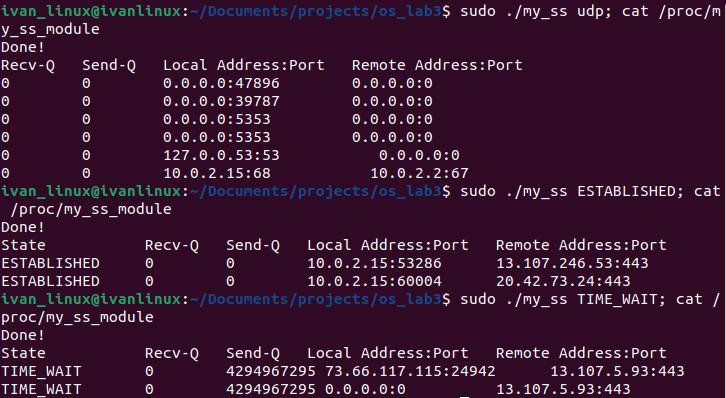 ivan_linux@ivanlinux:~/Documents/projects/os_lab3$ sudo ./my_ss udp; cat /proc/m
y_ss_module
Done!
Recv-Q Send-Q Local Address:Port Remote Address:Port
0 0 0.0.0.0:47896 0.0.0.0:0
0 0 0.0.0.0:39787 0.0.0.0:0
0 0 0.0.0.0:5353 0.0.0.0:0
0 0 0.0.0.0:5353 0.0.0.0:0
0 0 127.0.0.53:53 0.0.0.0:0
0 0 10.0.2.15:68 10.0.2.2:67
ivan_linux@ivanlinux:~/Documents/projects/os_lab3$ sudo ./my_ss ESTABLISHED; cat
/proc/my_ss_module
Done!
State Recv-Q Send-Q Local Address:Port Remote Address:Port
ESTABLISHED 0 0 10.0.2.15:53286 13.107.246.53:443
ESTABLISHED 0 0 10.0.2.15:60004 20.42.73.24:443
ivan_linux@ivanlinux:~/Documents/projects/os_lab3$ sudo ./my_ss TIME_WAIT; cat /
proc/my_ss_module
Done!
State Recv-Q Send-Q Local Address:Port Remote Address:Port
TIME_WAIT 0 4294967295 73.66.117.115:24942 13.107.5.93:443
TIME_WAIT 0 4294967295 0.0.0.0:0 13.107.5.93:443